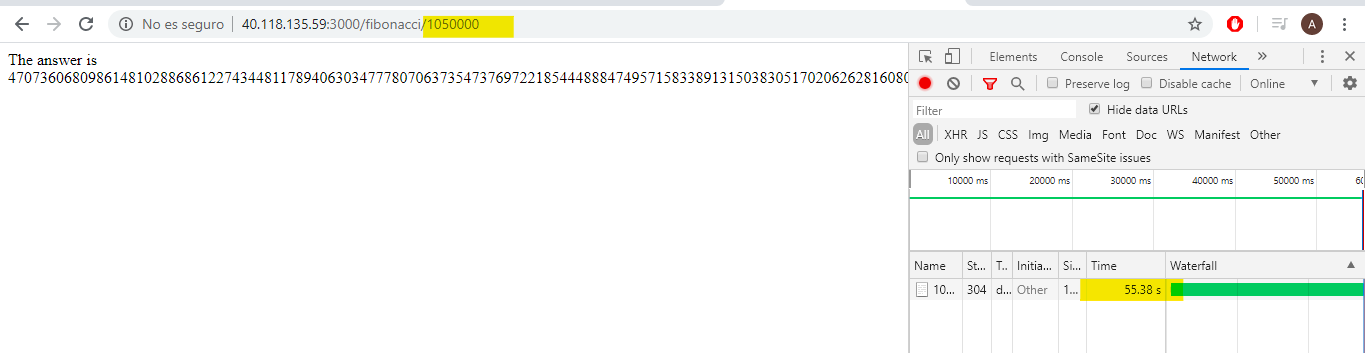 No es seguro | 40.118.135.59:3000/fibonacci/1050000
A
The answer is
Elements Console Sources Network »
Preserve log Disable cache Online
Filter Hide data URLs
All XHR JS CSS Img Media Font Doc WS Manifest Other
Only show requests with SameSite issues
10000 ms 20000 ms 30000 ms 40000 ms 50000 ms
Name St... T.. Initia... Si... Time Waterfall
10... 304 d... Other 1... 55.38 s